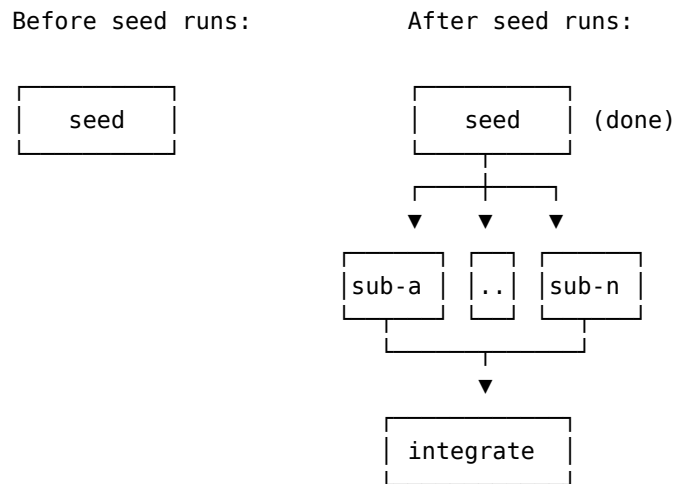 Before seed runs: After seed runs:
seed seed (done)
sub-a .. sub-n
integrate